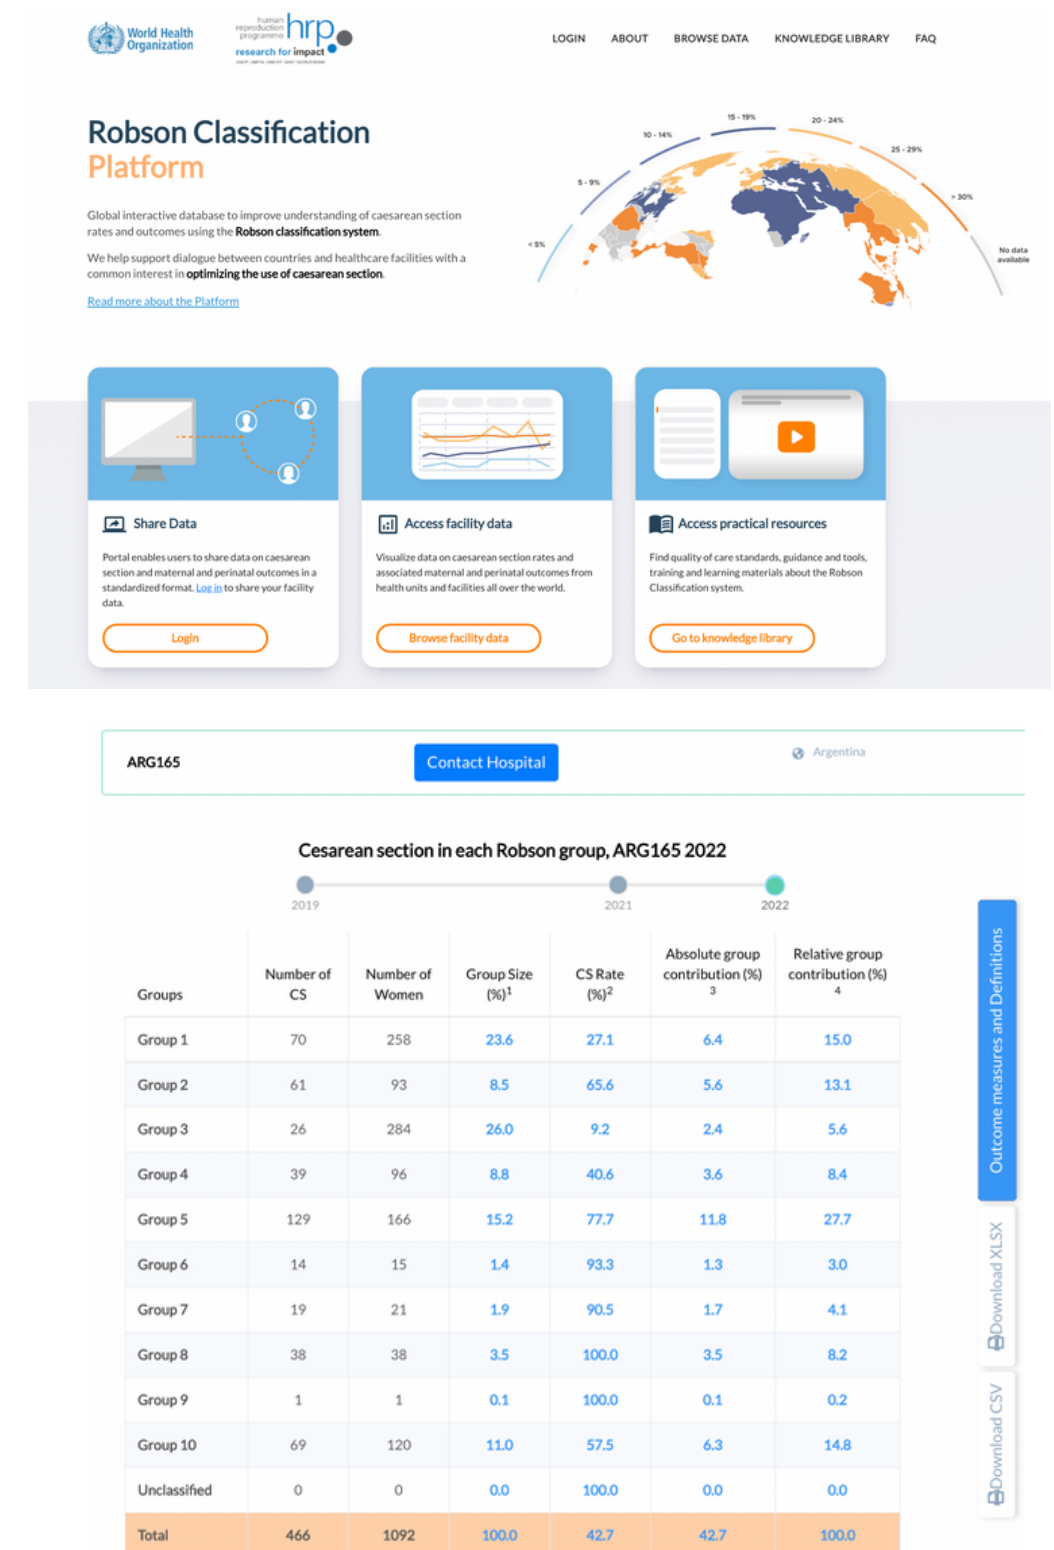 World Health
Organization
human
reproduction
programme
hrp
research for impact
LOGIN ABOUT BROWSE DATA KNOWLEDGE LIBRARY FAQ
Robson Classification
Platform
Global interactive database to improve understanding of caesarean section
rates and outcomes using the Robson classification system.
We help support dialogue between countries and healthcare facilities with a
common interest in optimizing the use of caesarean section.
Read more about the Platform
< 5%
5 - 9%
10 - 14%
15 - 19%
20 - 24%
25 - 29%
> 30%
No data
available
Share Data
Portal enables users to share data on caesarean
section and maternal and perinatal outcomes in a
standardized format. Log in to share your facility
data.
Login
Access facility data
Visualize data on caesarean section rates and
associated maternal and perinatal outcomes from
health units and facilities all over the world.
Browse facility data
Access practical resources
Find quality of care standards, guidance and tools,
training and learning materials about the Robson
Classification system.
Go to knowledge library
ARG165 Contact Hospital Argentina
Cesarean section in each Robson group, ARG165 2022
2019 2021 2022
Groups
Number of
CS
Number of
Women
Group Size
(%)1
CS Rate
(%)2
Absolute group
contribution (%)
3
Relative group
contribution (%)
4
Group 1 70 258 23.6 27.1 6.4 15.0
Group 2 61 93 8.5 65.6 5.6 13.1
Group 3 26 284 26.0 9.2 2.4 5.6
Group 4 39 96 8.8 40.6 3.6 8.4
Group 5 129 166 15.2 77.7 11.8 27.7
Group 6 14 15 1.4 93.3 1.3 3.0
Group 7 19 21 1.9 90.5 1.7 4.1
Group 8 38 38 3.5 100.0 3.5 8.2
Group 9 1 1 0.1 100.0 0.1 0.2
Group 10 69 120 11.0 57.5 6.3 14.8
Unclassified 0 0 0.0 100.0 0.0 0.0
Total 466 1092 100.0 42.7 42.7 100.0
Outcome measures and Definitions
Download XLSX
Download CSV